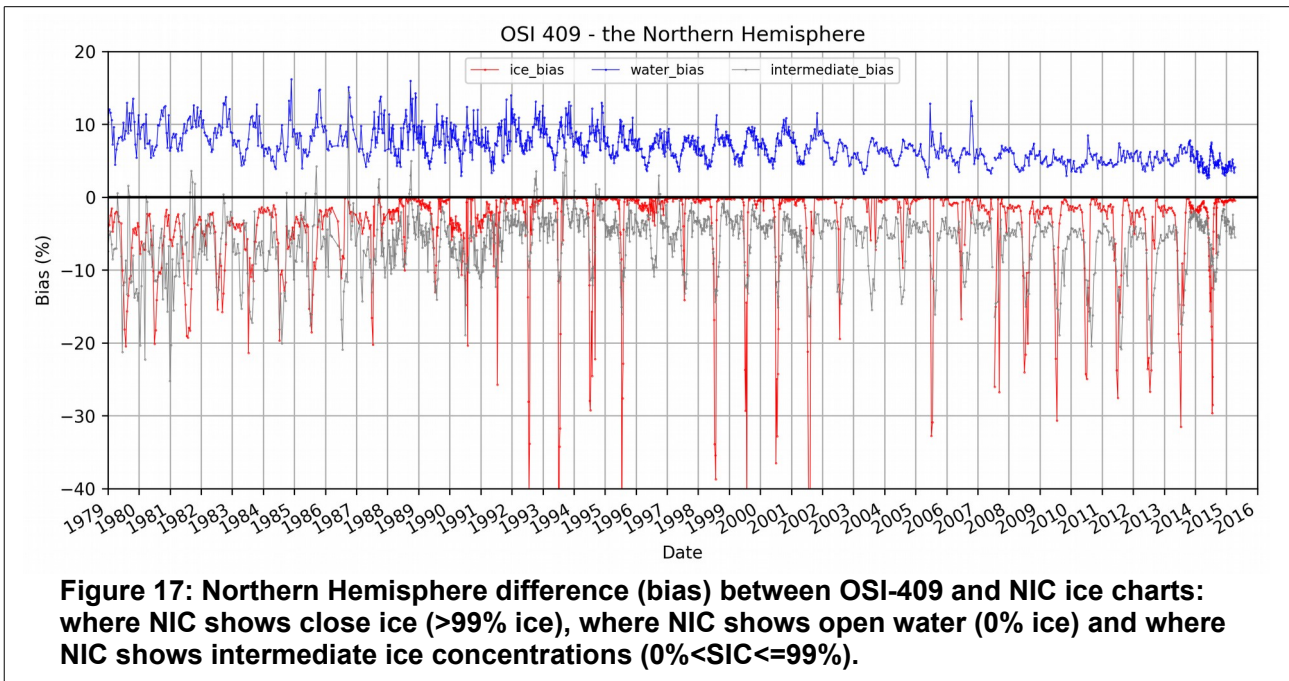 OSI 409 - the Northern Hemisphere
ice_bias water_bias intermediate_bias
20
10
0
−10
−20
−30
−40
Bias (%)
1979 1980 1981 1982 1983 1984 1985 1986 1987 1988 1989 1990 1991 1992 1993 1994 1995 1996 1997 1998 1999 2000 2001 2002 2003 2004 2005 2006 2007 2008 2009 2010 2011 2012 2013 2014 2015 2016
Date
Figure 17: Northern Hemisphere difference (bias) between OSI-409 and NIC ice charts:
where NIC shows close ice (>99% ice), where NIC shows open water (0% ice) and where
NIC shows intermediate ice concentrations (0%<SIC<=99%).